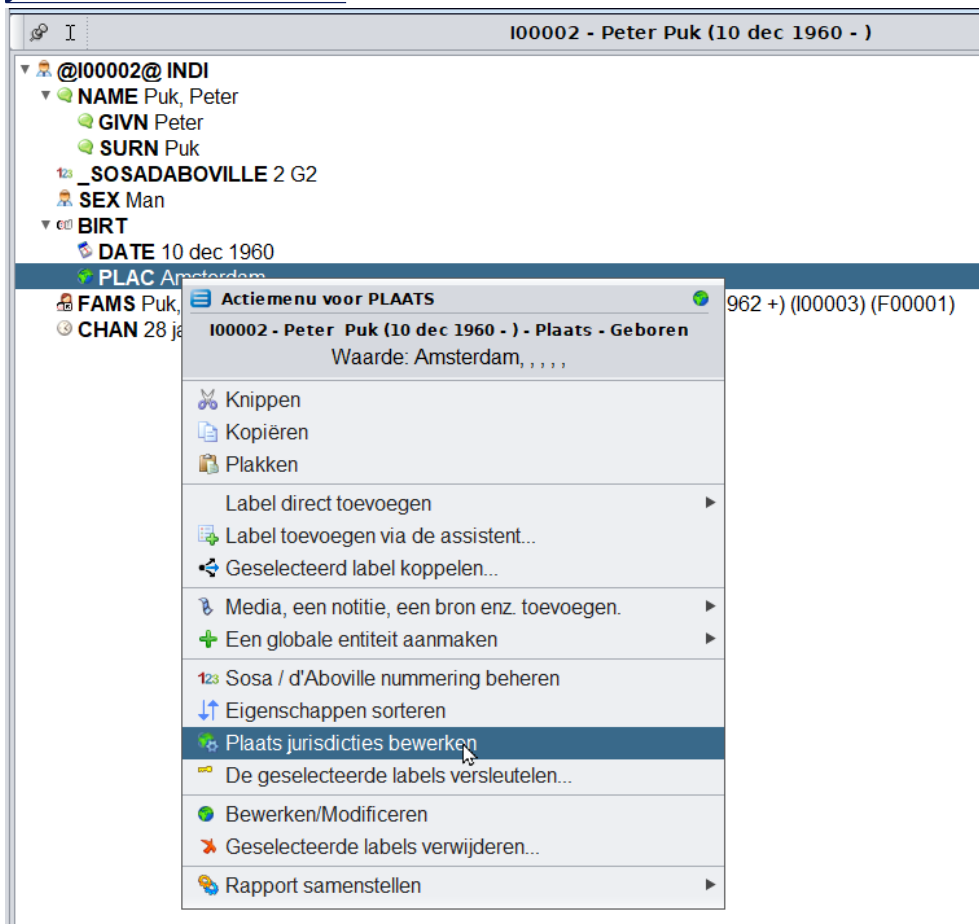 I00002 - Peter Puk (10 dec 1960 - )
@I00002@ INDI
NAME Puk, Peter
GIVN Peter
SURN Puk
_SOSADABOVILLE 2 G2
SEX Man
BIRT
DATE 10 dec 1960
PLAC Amsterdam
FAMS Puk, 962 +) (I00003) (F00001)
CHAN 28 ja
Actiemenu voor PLAATS
I00002 - Peter Puk (10 dec 1960 - ) - Plaats - Geboren
Waarde: Amsterdam, , , , ,
Knippen
Kopiëren
Plakken
Label direct toevoegen
Label toevoegen via de assistent...
Geselecteerd label koppelen...
Media, een notitie, een bron enz. toevoegen.
Een globale entiteit aanmaken
123 Sosa / d'Aboville nummering beheren
Eigenschappen sorteren
Plaats jurisdicties bewerken
De geselecteerde labels versleutelen...
Bewerken/Modificeren
Geselecteerde labels verwijderen...
Rapport samenstellen